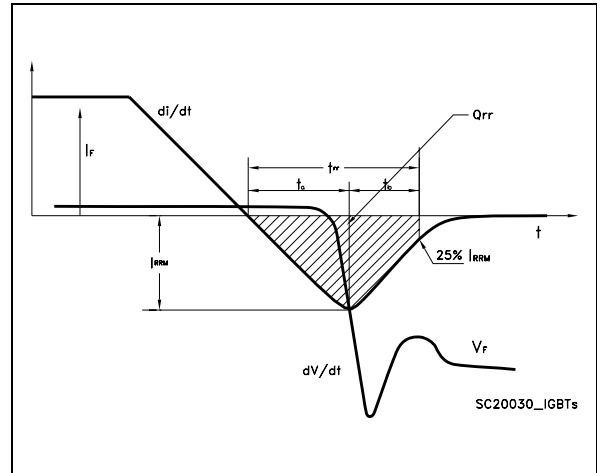 di/dt
Qrr
IF
trr
ta
tb
t
IRRM
25% IRRM
dV/dt
VF
SC20030_IGBTs